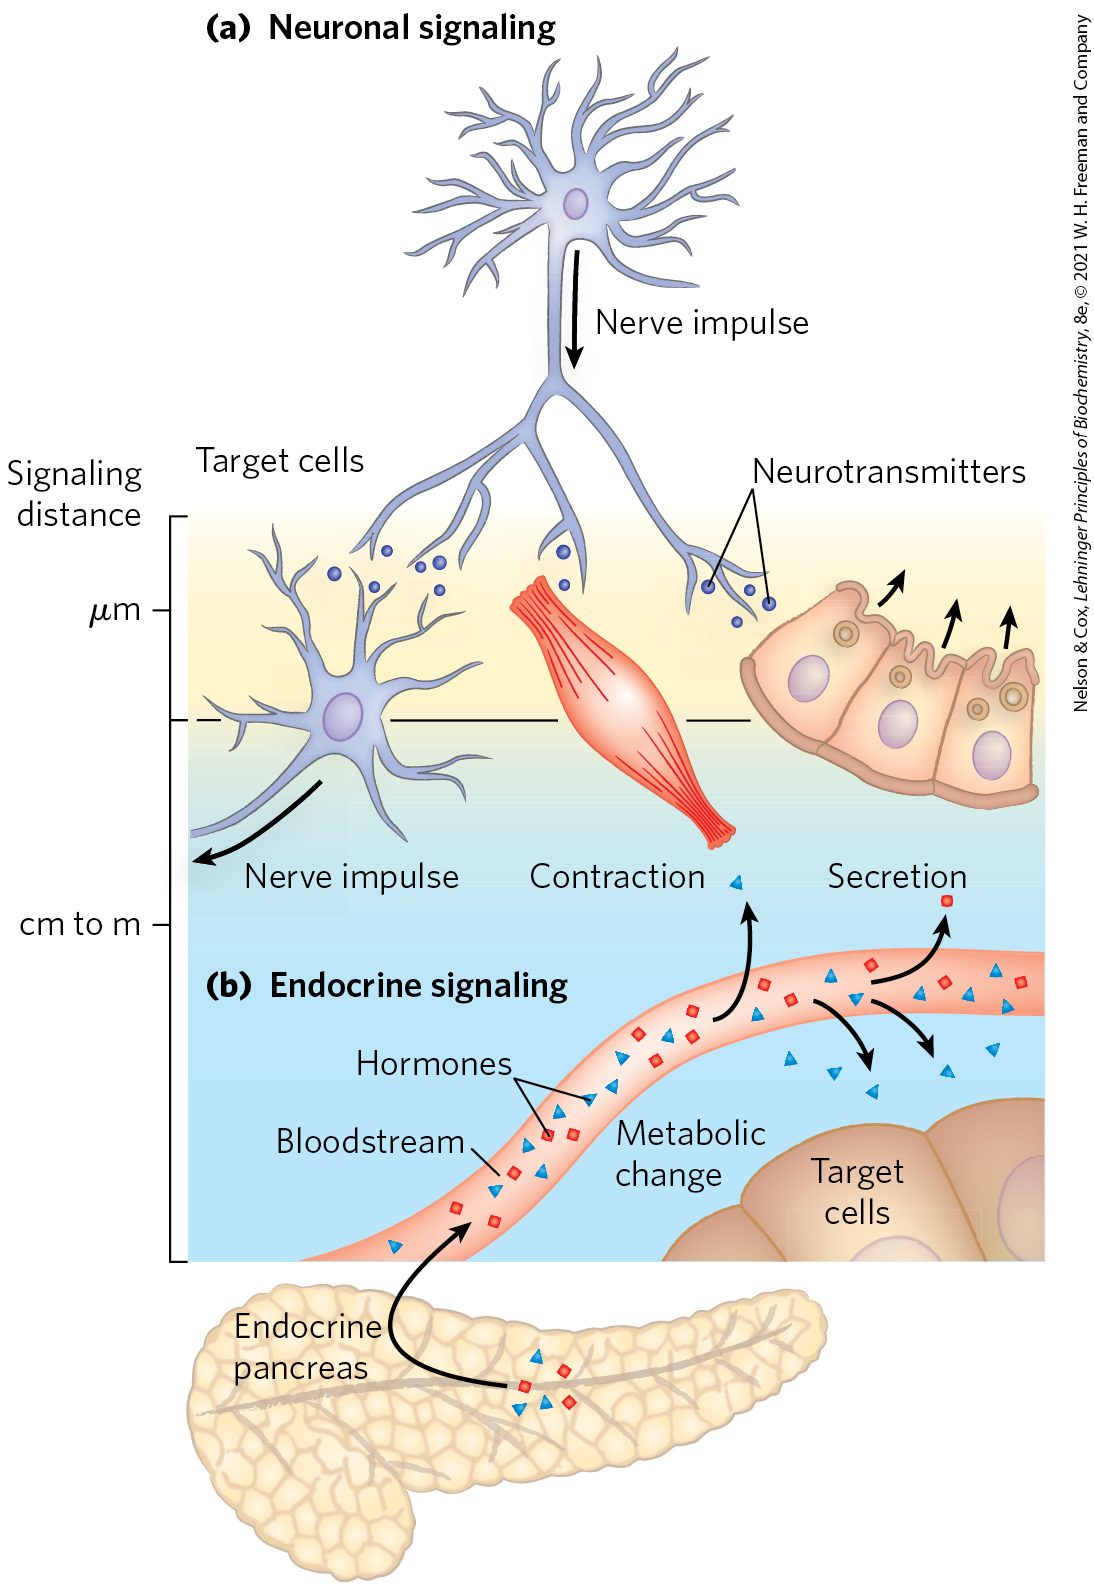 (a) Neuronal signaling
Nerve impulse
Target cells
Neurotransmitters
Signaling
distance
μm
Nerve impulse
Contraction
Secretion
cm to m
(b) Endocrine signaling
Hormones
Bloodstream
Metabolic
change
Target
cells
Endocrine
pancreas
Nelson & Cox, Lehninger Principles of Biochemistry, 8e, © 2021 W. H. Freeman and Company